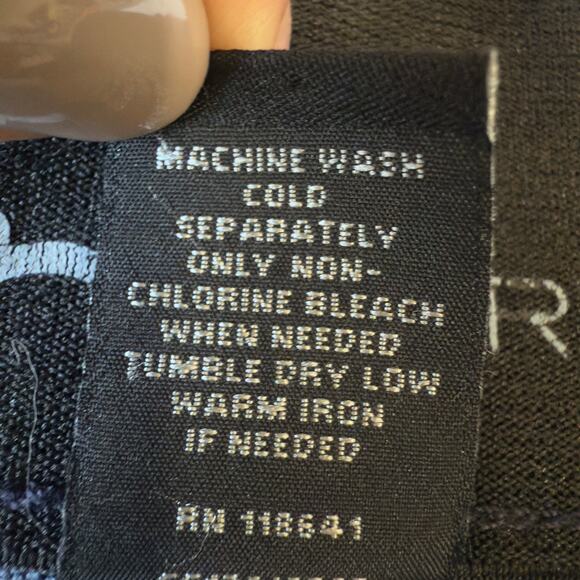 MACHINE WASH
COLD
SEPARATELY
ONLY NON-
CHLORINE BLEACH
WHEN NEEDED
TUMBLE DRY LOW
WARM IRON
IF NEEDED
RN 118641
R